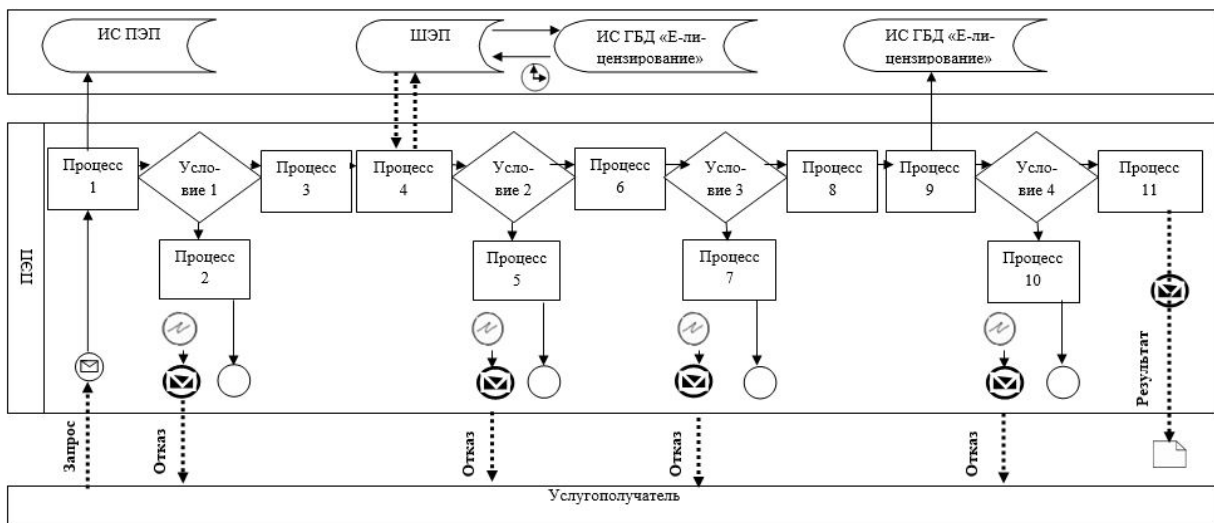 ИС ПЭП
ШЭП
ИС ГБД «Е-ли-
цензирование»
ИС ГБД «Е-ли-
цензирование»
ПЭП
Процесс
1
Усло-
вие 1
Процесс
3
Процесс
4
Усло-
вие 2
Процесс
6
Усло-
вие 3
Процесс
8
Процесс
9
Усло-
вие 4
Процесс
11
Процесс
2
Процесс
5
Процесс
7
Процесс
10
Запрос
Отказ
Отказ
Отказ
Отказ
Результат
Услугополучатель